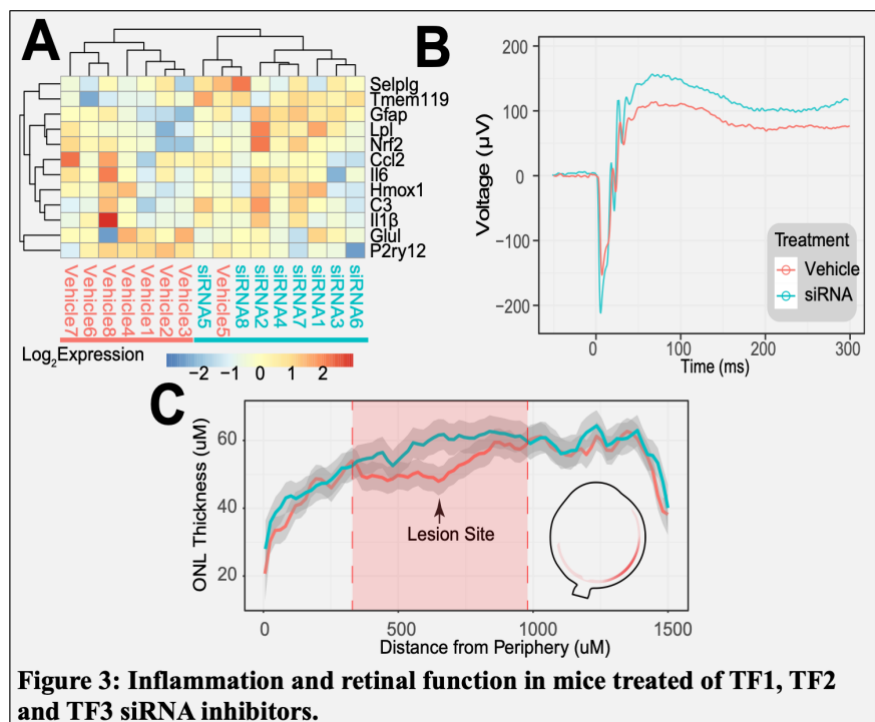 A
Selplg
Tmem119
Gfap
Lpl
Nrf2
Ccl2
Il6
Hmox1
C3
Il1β
Glul
P2ry12
Vehicle7
Vehicle6
Vehicle8
Vehicle4
Vehicle1
Vehicle2
Vehicle3
siRNA5
Vehicle5
siRNA8
siRNA2
siRNA4
siRNA7
siRNA1
siRNA3
siRNA6
Log2Expression
−2 −1 0 1 2
B
Voltage (µV)
200
100
0
−100
−200
Treatment
Vehicle
siRNA
0 100 200 300
Time (ms)
C
ONL Thickness (uM)
60
40
20
Lesion Site
0 500 1000 1500
Distance from Periphery (uM)
Figure 3: Inflammation and retinal function in mice treated of TF1, TF2
and TF3 siRNA inhibitors.